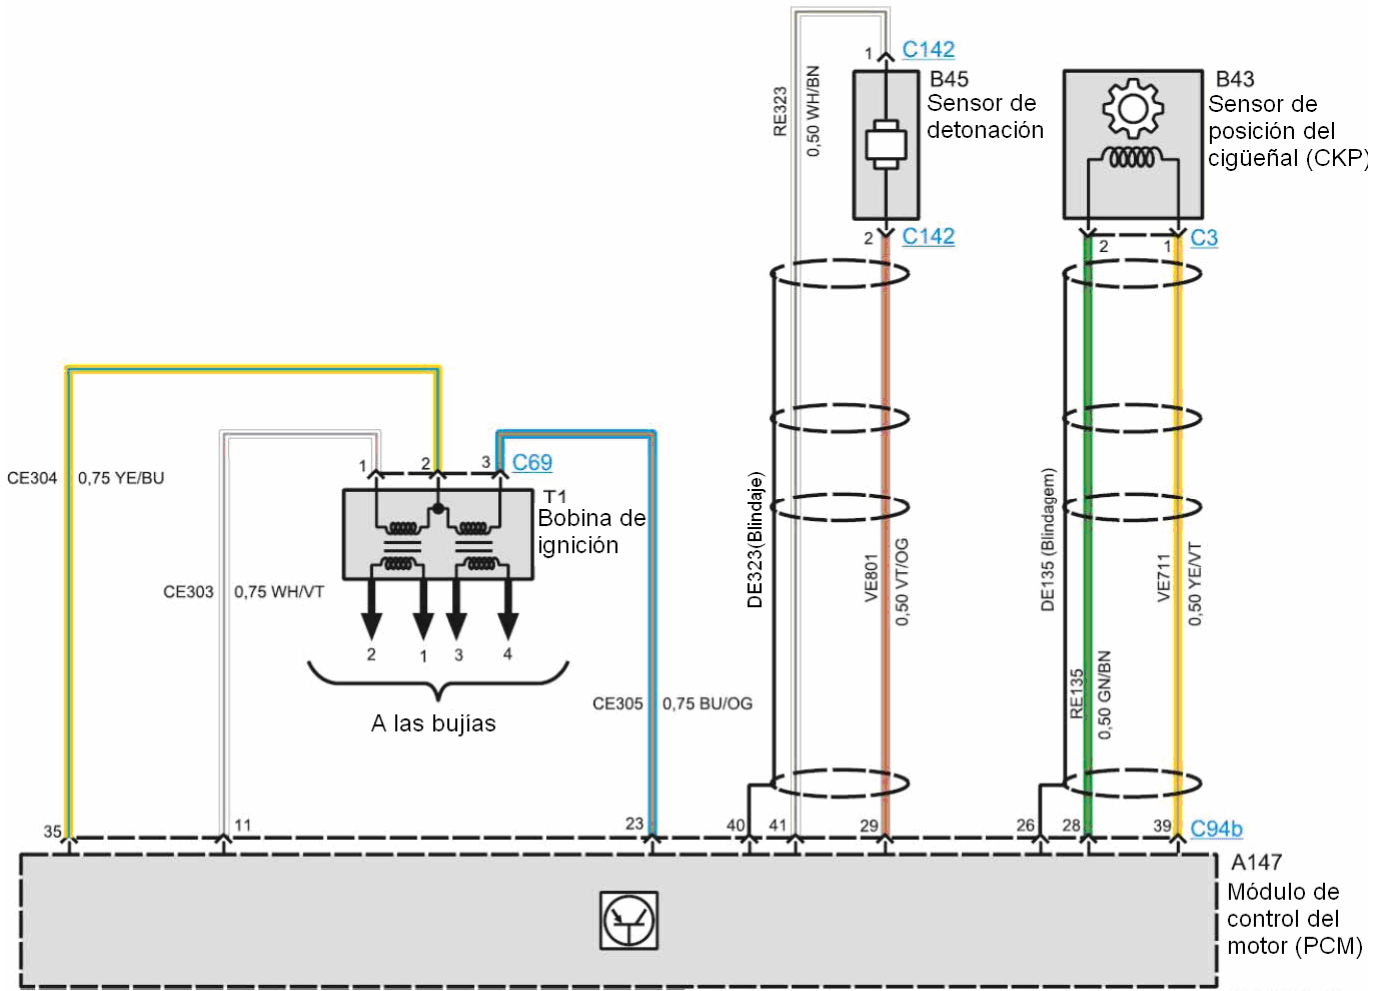 1
C142
B45
Sensor de
detonación
B43
Sensor de
posición del
cigüeñal (CKP)
RE323
0,50 WH/BN
2
C142
2
1
C3
1
2
3
C69
CE304
0,75 YE/BU
T1
Bobina de
ignición
CE303
0,75 WH/VT
2
1
3
4
A las bujías
CE305
0,75 BU/OG
DE323(Blindaje)
VE801
0,50 VT/OG
DE135 (Blindagem)
RE135
0,50 GN/BN
VE711
0,50 YE/VT
35
11
23
40
41
29
26
28
39
C94b
A147
Módulo de
control del
motor (PCM)